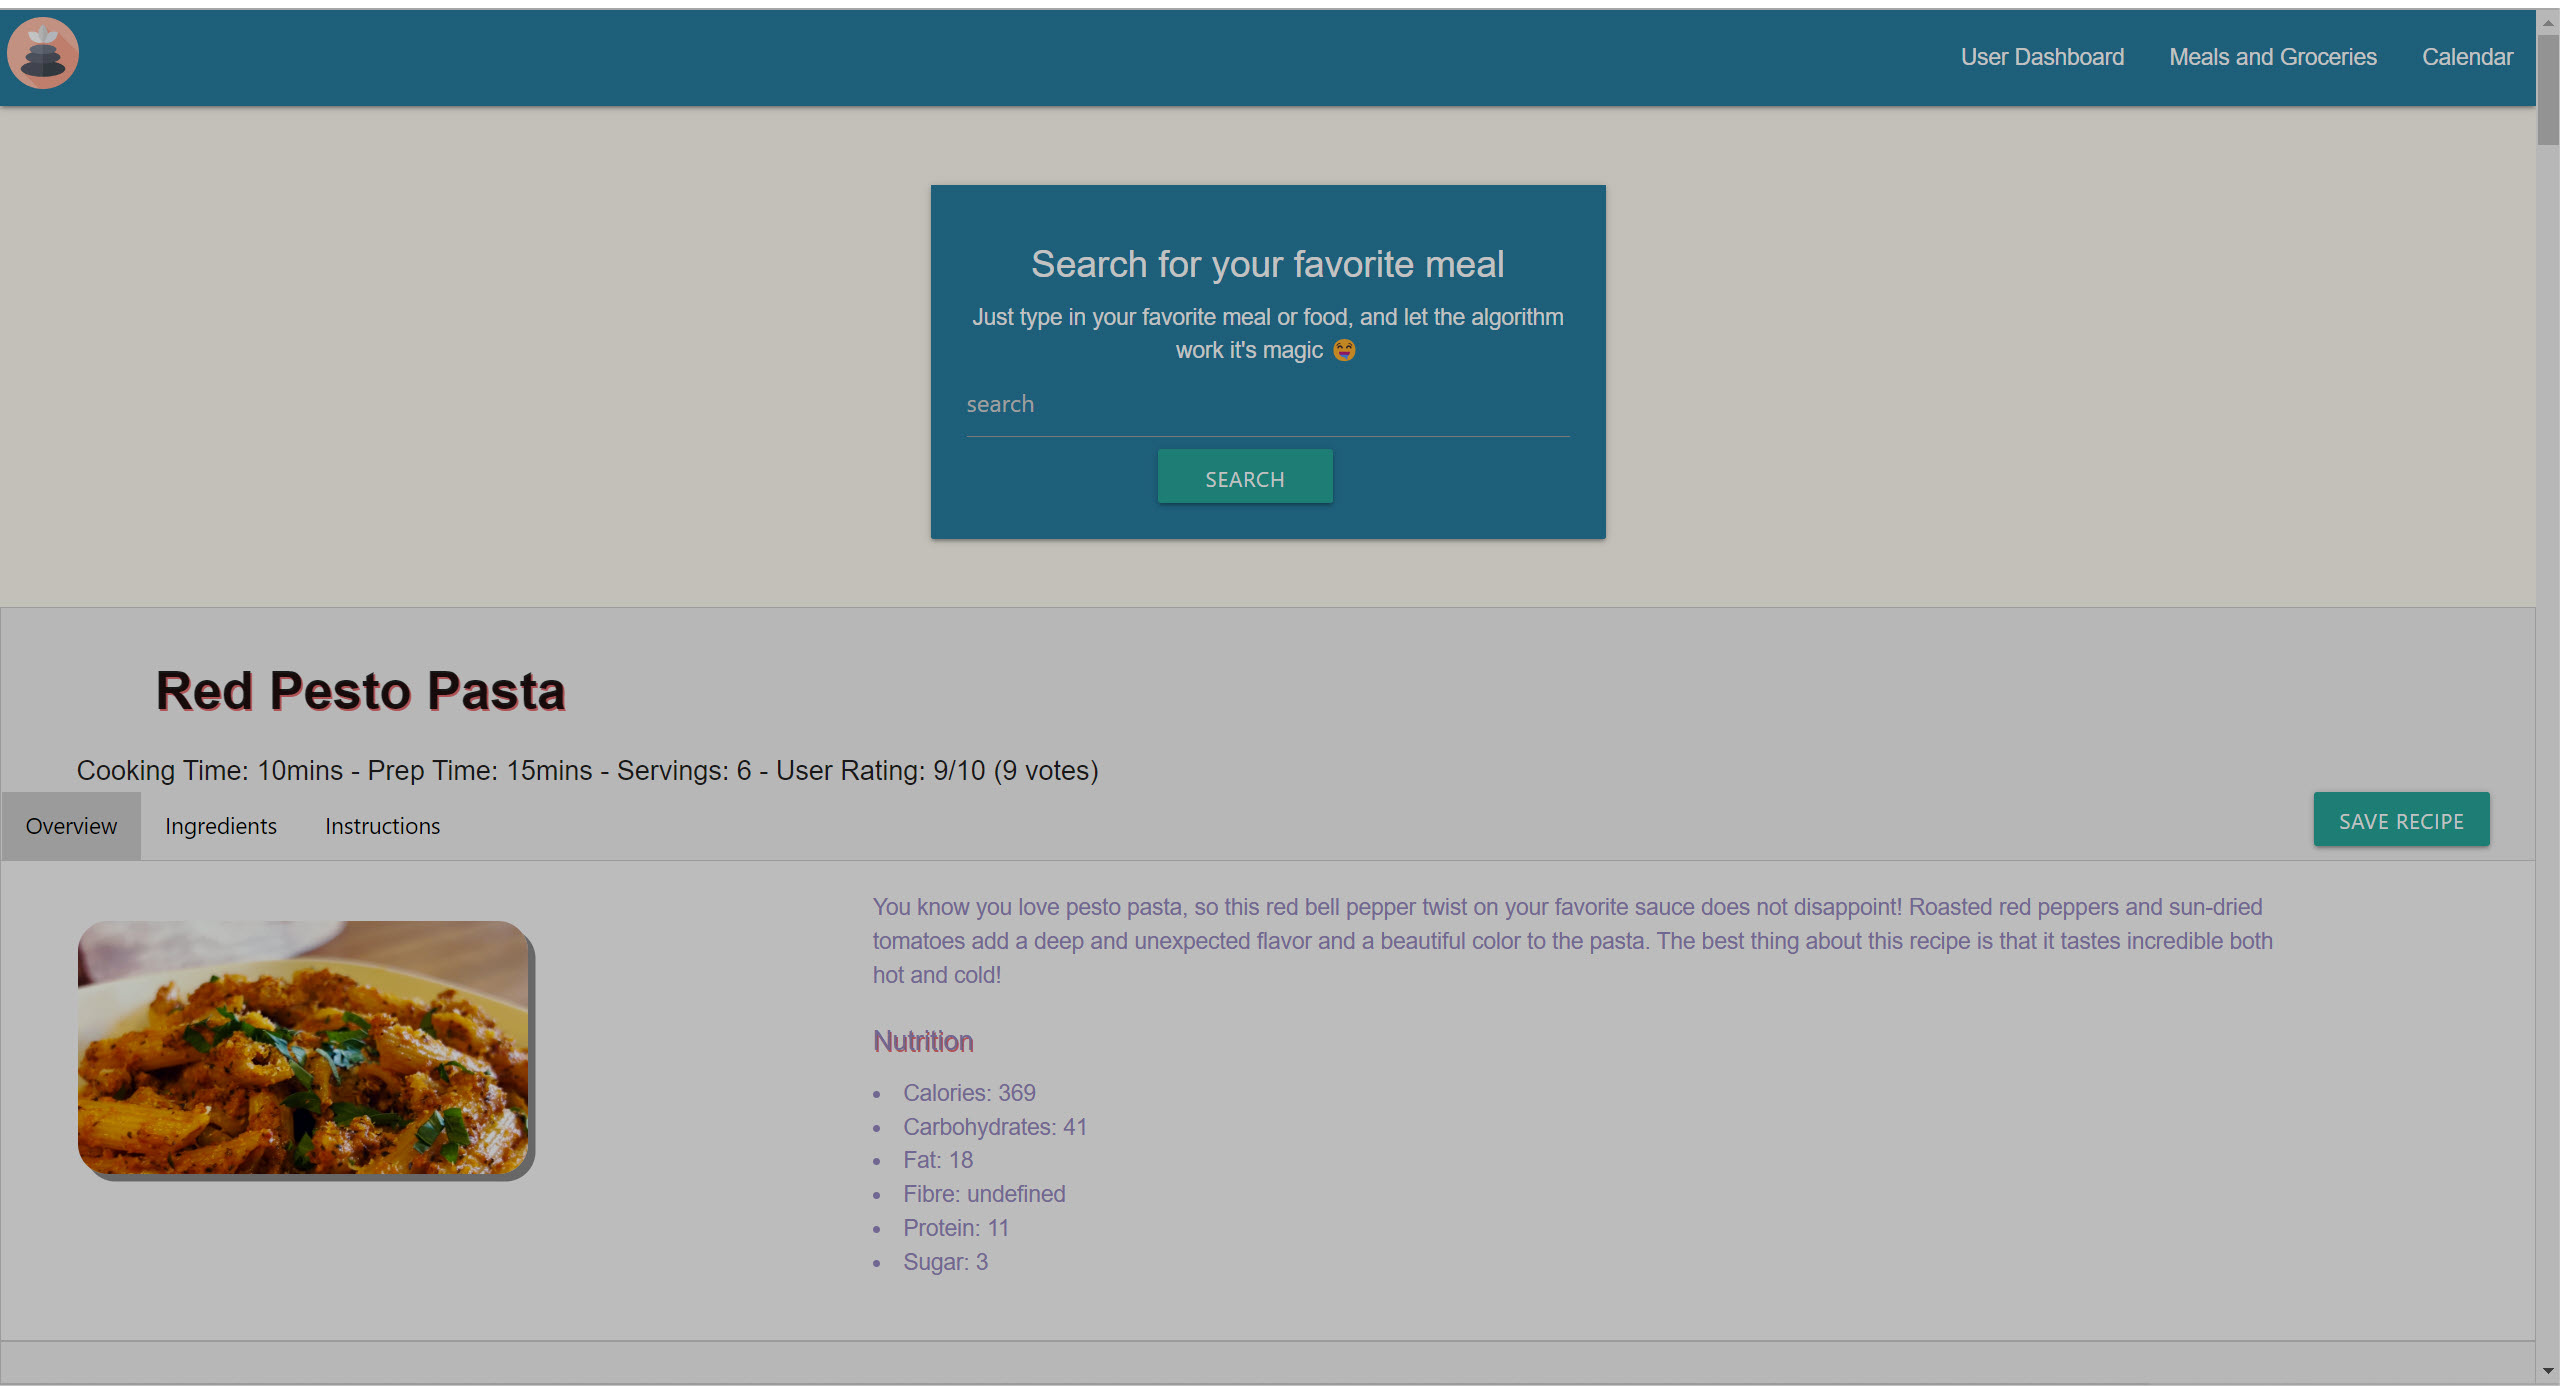 User Dashboard Meals and Groceries Calendar
Search for your favorite meal
Just type in your favorite meal or food, and let the algorithm
work it's magic 🤤
search
SEARCH
Red Pesto Pasta
Cooking Time: 10mins - Prep Time: 15mins - Servings: 6 - User Rating: 9/10 (9 votes)
Overview Ingredients Instructions SAVE RECIPE
You know you love pesto pasta, so this red bell pepper twist on your favorite sauce does not disappoint! Roasted red peppers and sun-dried
tomatoes add a deep and unexpected flavor and a beautiful color to the pasta. The best thing about this recipe is that it tastes incredible both
hot and cold!
Nutrition
• Calories: 369
• Carbohydrates: 41
• Fat: 18
• Fibre: undefined
• Protein: 11
• Sugar: 3